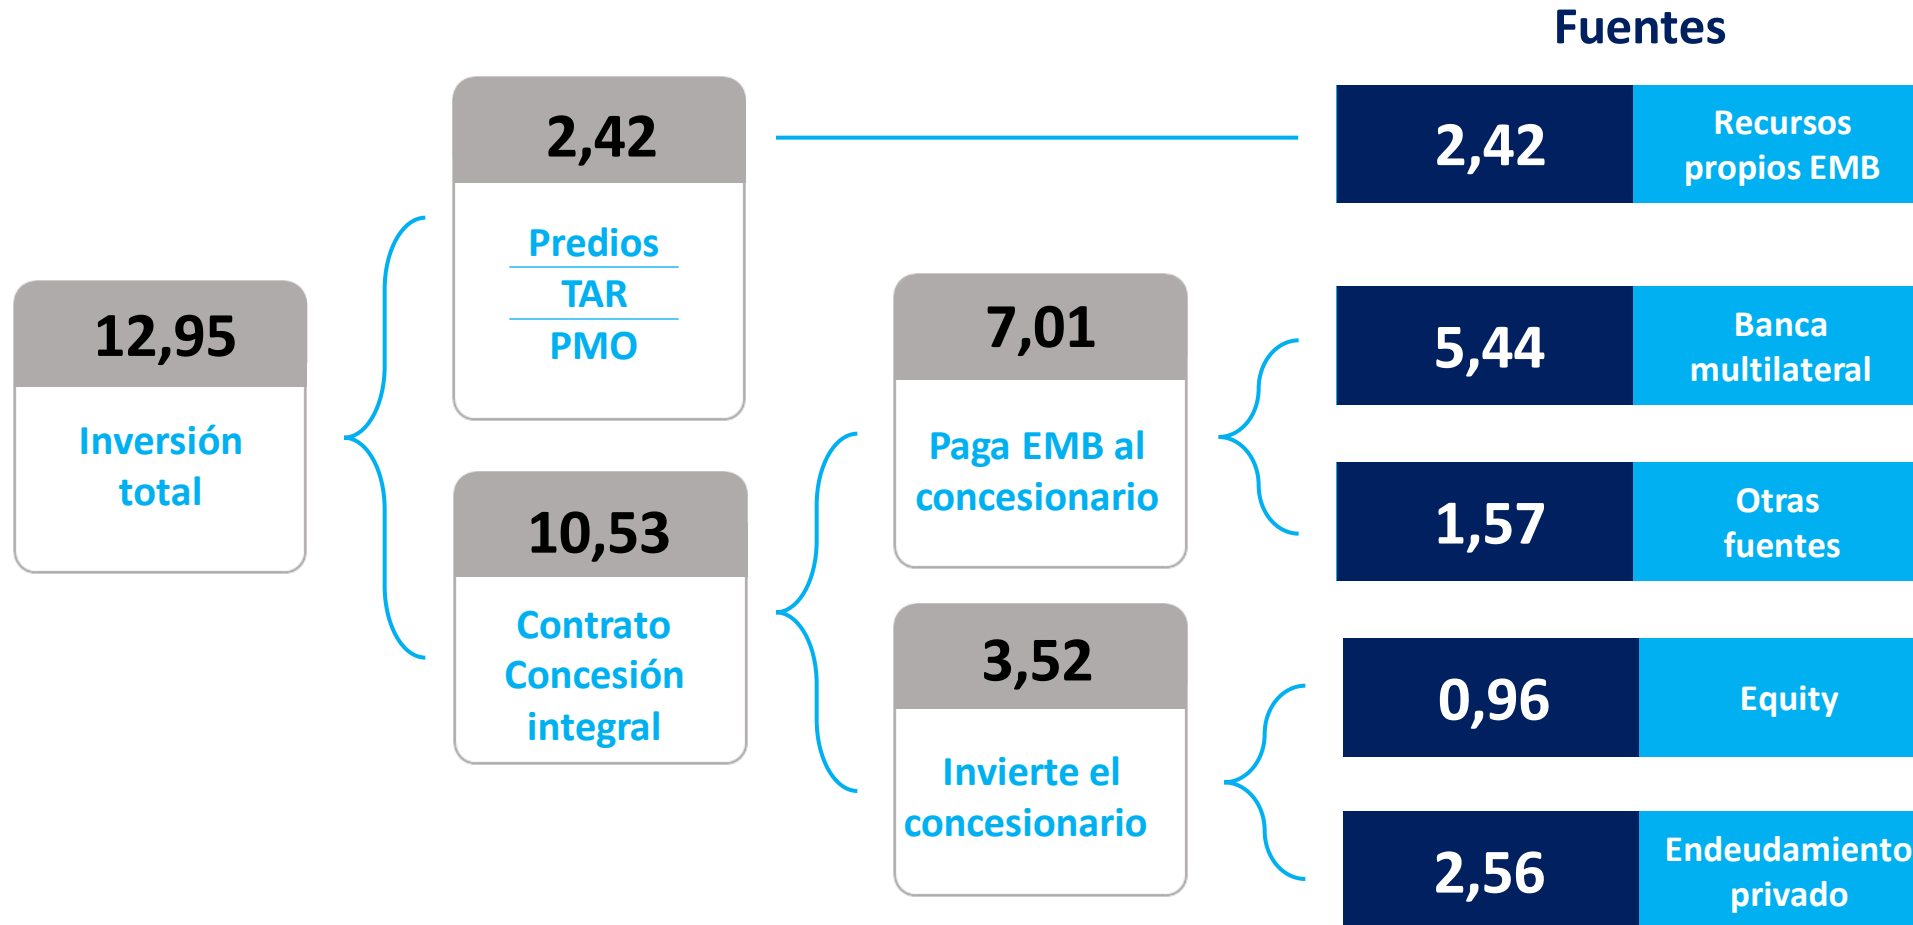 Fuentes
12,95
Inversión
total
2,42
Predios
TAR
PMO
10,53
Contrato
Concesión
integral
7,01
Paga EMB al
concesionario
3,52
Invierte el
concesionario
2,42
Recursos
propios EMB
5,44
Banca
multilateral
1,57
Otras
fuentes
0,96
Equity
2,56
Endeudamiento
privado